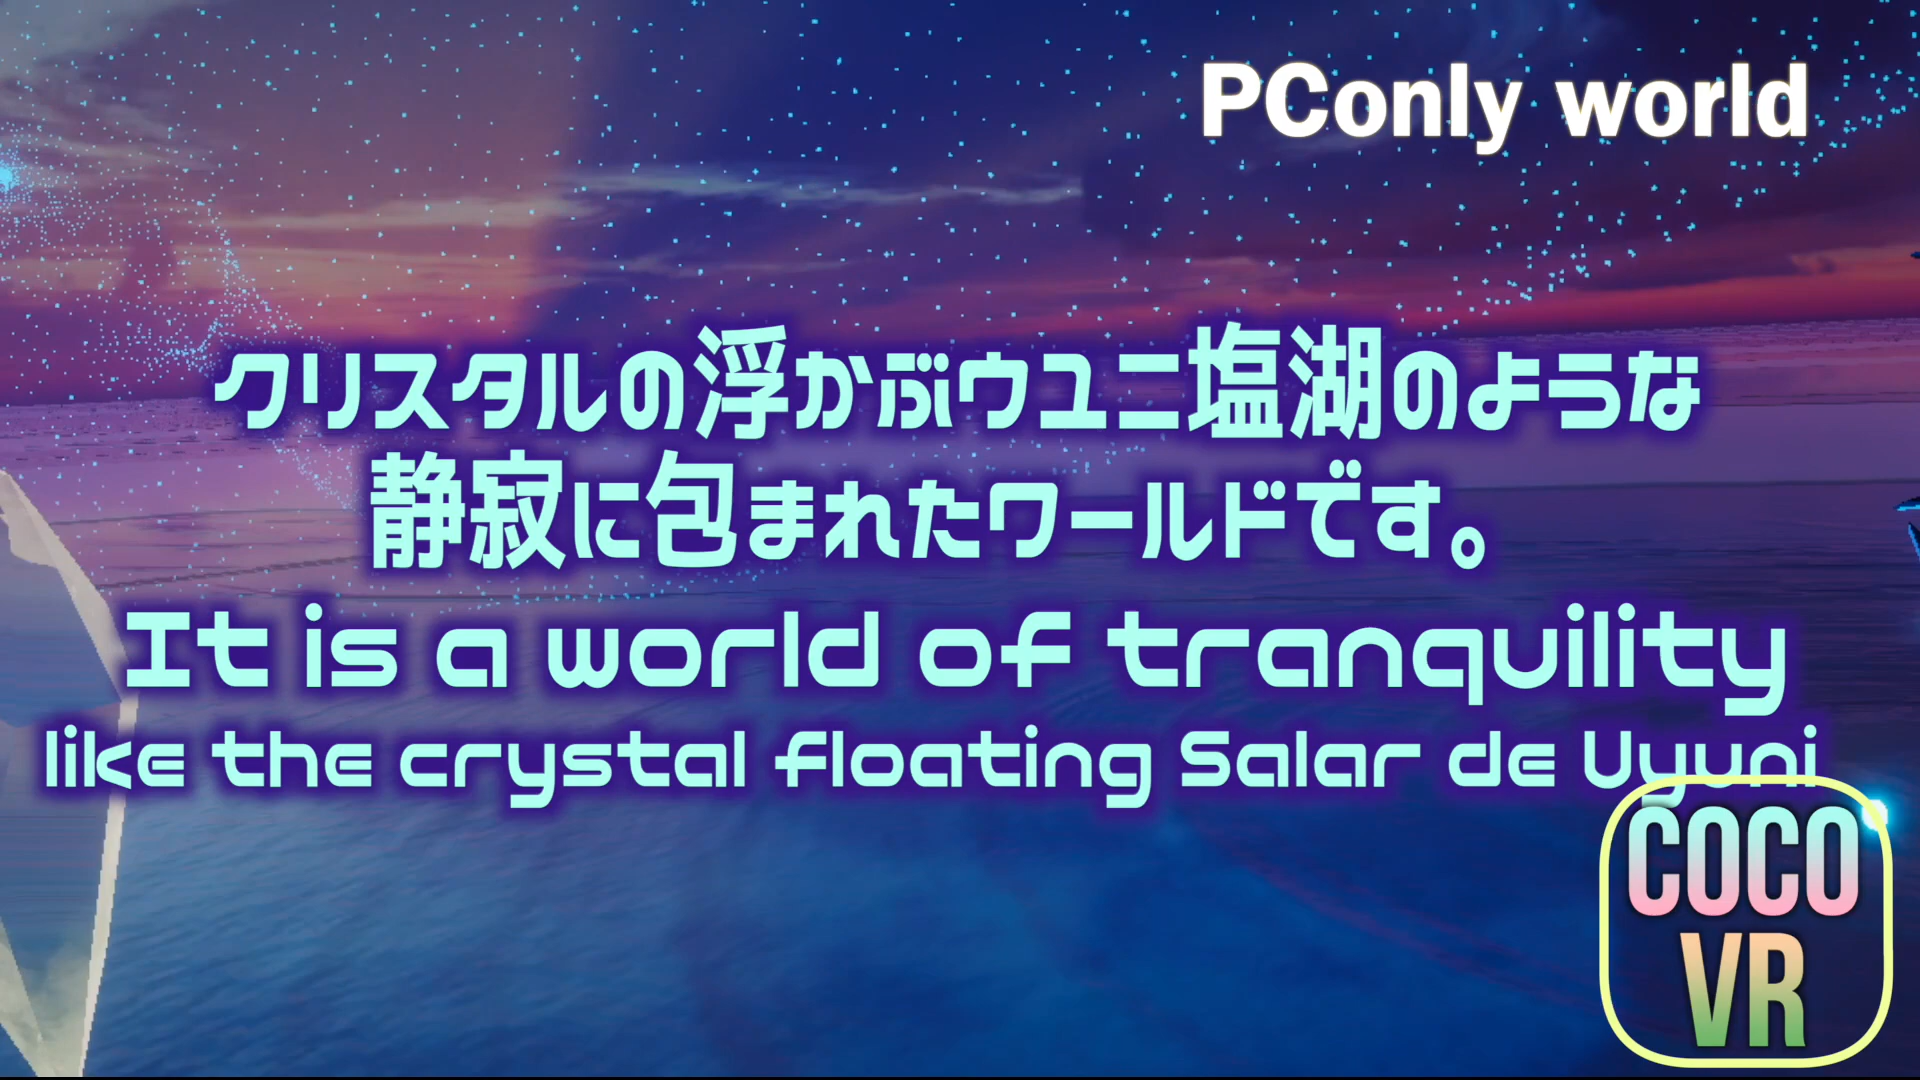 PConly world
クリスタルの浮かぶウユニ塩湖のような
静寂に包まれたワールドです。
It is a world of tranquility
like the crystal floating Salar de Uyuni
COCO
VR